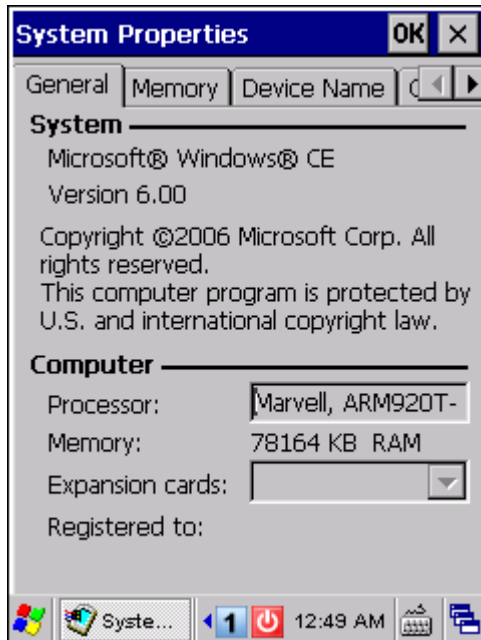 System Properties OK ×
General Memory Device Name
System
Microsoft® Windows® CE
Version 6.00
Copyright ©2006 Microsoft Corp. All
rights reserved.
This computer program is protected by
U.S. and international copyright law.
Computer
Processor: Marvell, ARM920T-
Memory: 78164 KB RAM
Expansion cards:
Registered to:
Syste... 1 12:49 AM